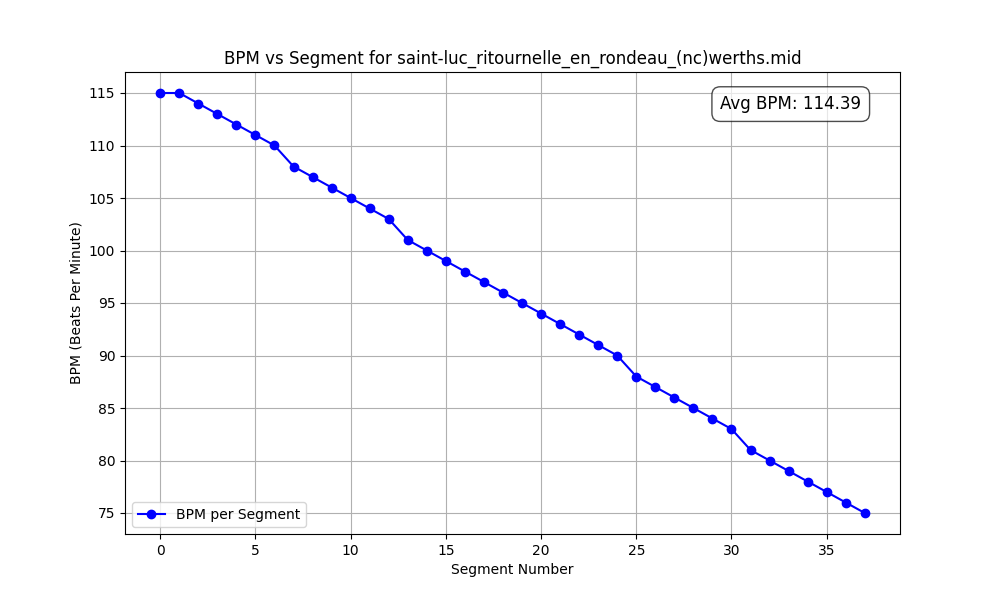 BPM vs Segment for saint-luc_ritournelle_en_rondeau_(nc)werths.mid
Avg BPM: 114.39
115
110
105
100
95
90
85
80
75
BPM (Beats Per Minute)
BPM per Segment
0 5 10 15 20 25 30 35
Segment Number